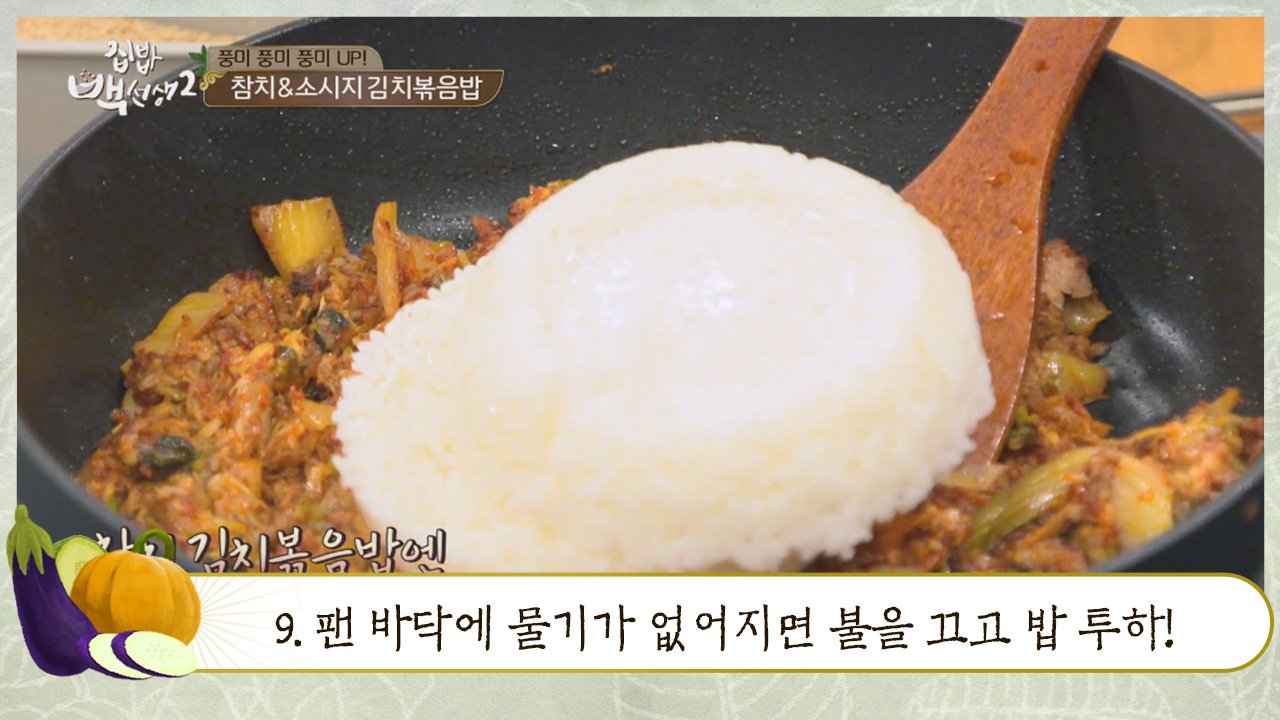 집밥
백선생2
풍미 풍미 풍미 UP!
참치&소시지 김치볶음밥
김치볶음밥엔
9. 팬 바닥에 물기가 없어지면 불을 끄고 밥 투하!